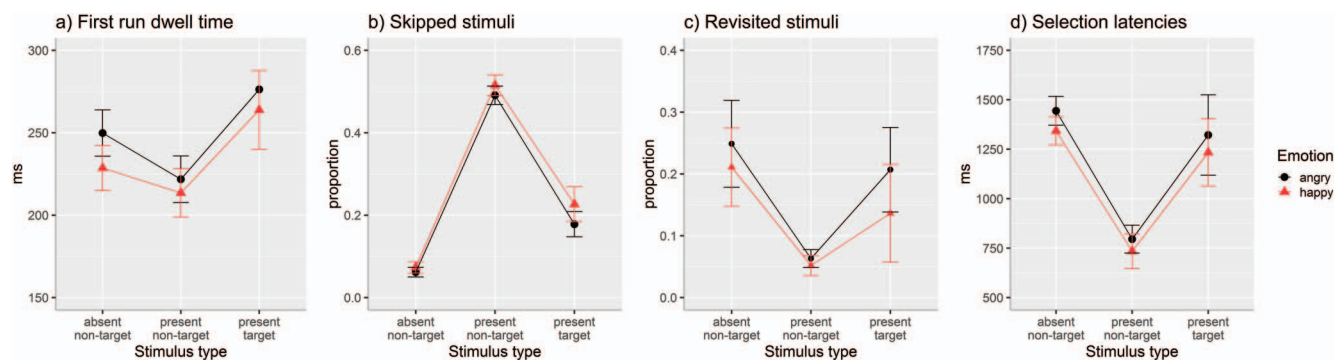 a) First run dwell time
300
250
200
150
ms
absent non-target
present non-target
present target
Stimulus type
b) Skipped stimuli
0.6
0.4
0.2
0.0
proportion
absent non-target
present non-target
present target
Stimulus type
c) Revisited stimuli
0.4
0.3
0.2
0.1
0.0
proportion
absent non-target
present non-target
present target
Stimulus type
d) Selection latencies
1750
1500
1250
1000
750
500
ms
absent non-target
present non-target
present target
Stimulus type
Emotion
angry
happy